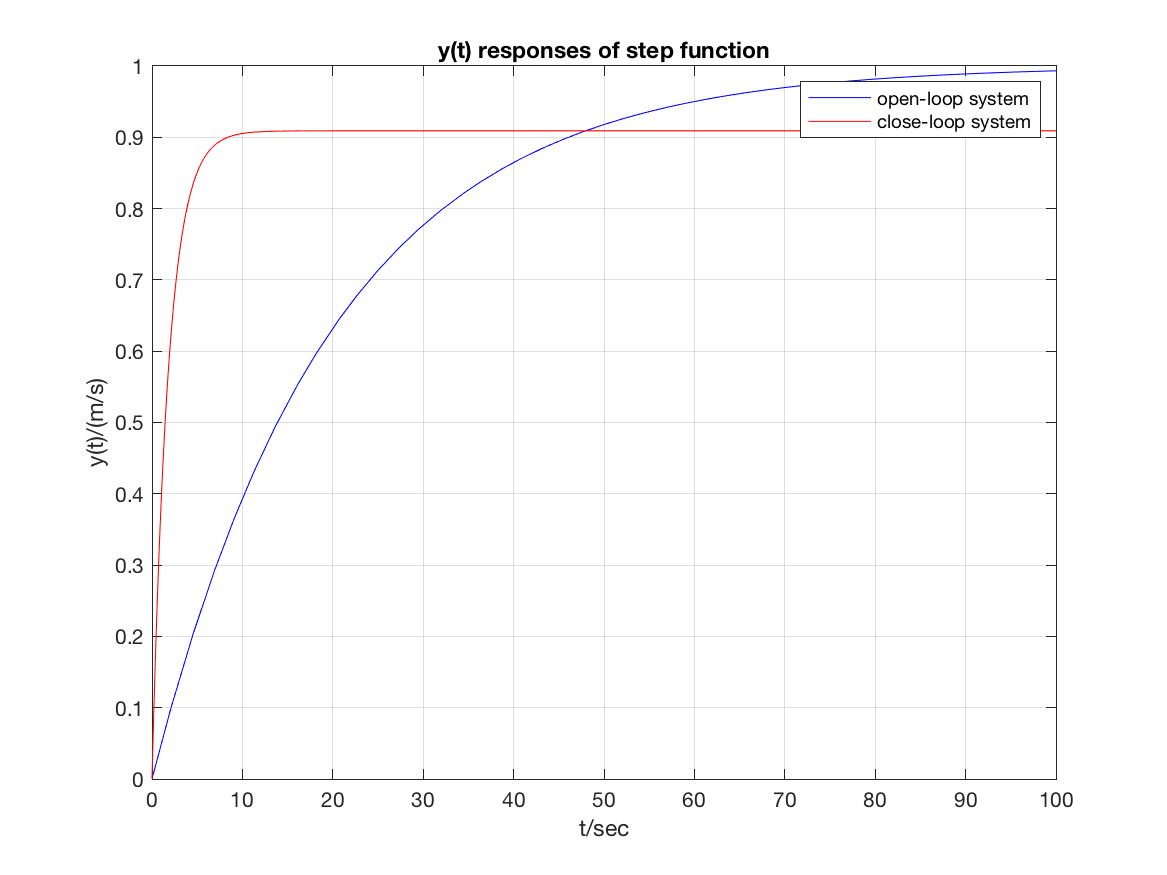 y(t) responses of step function
1
0.9
0.8
0.7
0.6
0.5
0.4
0.3
0.2
0.1
0
y(t)/(m/s)
open-loop system
close-loop system
0 10 20 30 40 50 60 70 80 90 100
t/sec